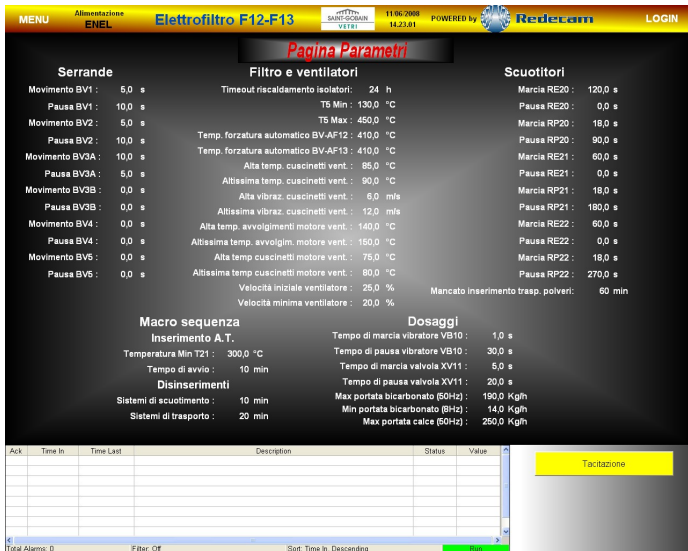 MENU
Alimentazione
ENEL
Elettrofiltro F12-F13
SAINT-GOBAIN
VETRI
11/06/2008
14.23.01
POWERED by
Redecam
LOGIN
Pagina Parametri
Serrande
Movimento BV1 : 5,0 s
Pausa BV1 : 10,0 s
Movimento BV2 : 5,0 s
Pausa BV2 : 10,0 s
Movimento BV3A : 10,0 s
Pausa BV3A : 5,0 s
Movimento BV3B : 0,0 s
Pausa BV3B : 0,0 s
Movimento BV4 : 0,0 s
Pausa BV4 : 0,0 s
Movimento BV5 : 0,0 s
Pausa BV5 : 0,0 s
Filtro e ventilatori
Timeout riscaldamento isolatori: 24 h
T5 Min : 130,0 °C
T5 Max : 450,0 °C
Temp. forzatura automatico BV-AF12 : 410,0 °C
Temp. forzatura automatico BV-AF13 : 410,0 °C
Alta temp. cuscinetti vent. : 85,0 °C
Altissima temp. cuscinetti vent. : 90,0 °C
Alta vibraz. cuscinetti vent. : 6,0 m/s
Altissima vibraz. cuscinetti vent. : 12,0 m/s
Alta temp. avvolgimenti motore vent. : 140,0 °C
Altissima temp. avvolgim. motore vent. : 150,0 °C
Alta temp cuscinetti motore vent. : 75,0 °C
Altissima temp cuscinetti motore vent. : 80,0 °C
Velocità iniziale ventilatore : 25,0 %
Velocità minima ventilatore : 20,0 %
Scuotitori
Marcia RE20 : 120,0 s
Pausa RE20 : 0,0 s
Marcia RP20 : 18,0 s
Pausa RP20 : 90,0 s
Marcia RE21 : 60,0 s
Pausa RE21 : 0,0 s
Marcia RP21 : 18,0 s
Pausa RP21 : 180,0 s
Marcia RE22 : 60,0 s
Pausa RE22 : 0,0 s
Marcia RP22 : 18,0 s
Pausa RP22 : 270,0 s
Mancato inserimento trasp. polveri: 60 min
Macro sequenza
Inserimento A.T.
Temperatura Min T21 : 300,0 °C
Tempo di avvio : 10 min
Disinserimenti
Sistemi di scuotimento : 10 min
Sistemi di trasporto : 20 min
Dosaggi
Tempo di marcia vibratore VB10 : 1,0 s
Tempo di pausa vibratore VB10 : 30,0 s
Tempo di marcia valvola XV11 : 5,0 s
Tempo di pausa valvola XV11 : 20,0 s
Max portata bicarbonato (50Hz) : 190,0 Kg/h
Min portata bicarbonato (8Hz) : 14,0 Kg/h
Max portata calce (50Hz) : 250,0 Kg/h
Ack Time In Time Last Description Status Value
Tacitazione
Total Alarms: 0 Filter: Off Sort: Time In, Descending Run